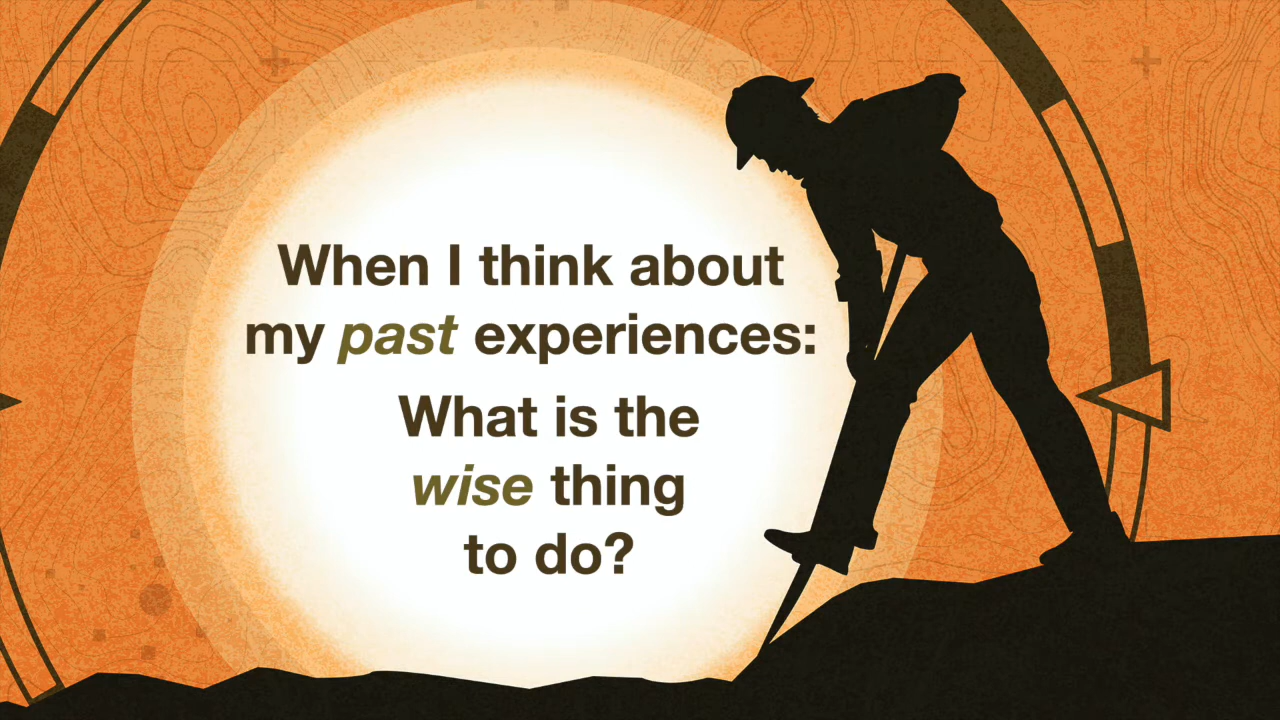 When I think about
my past experiences:
What is the
wise thing
to do?